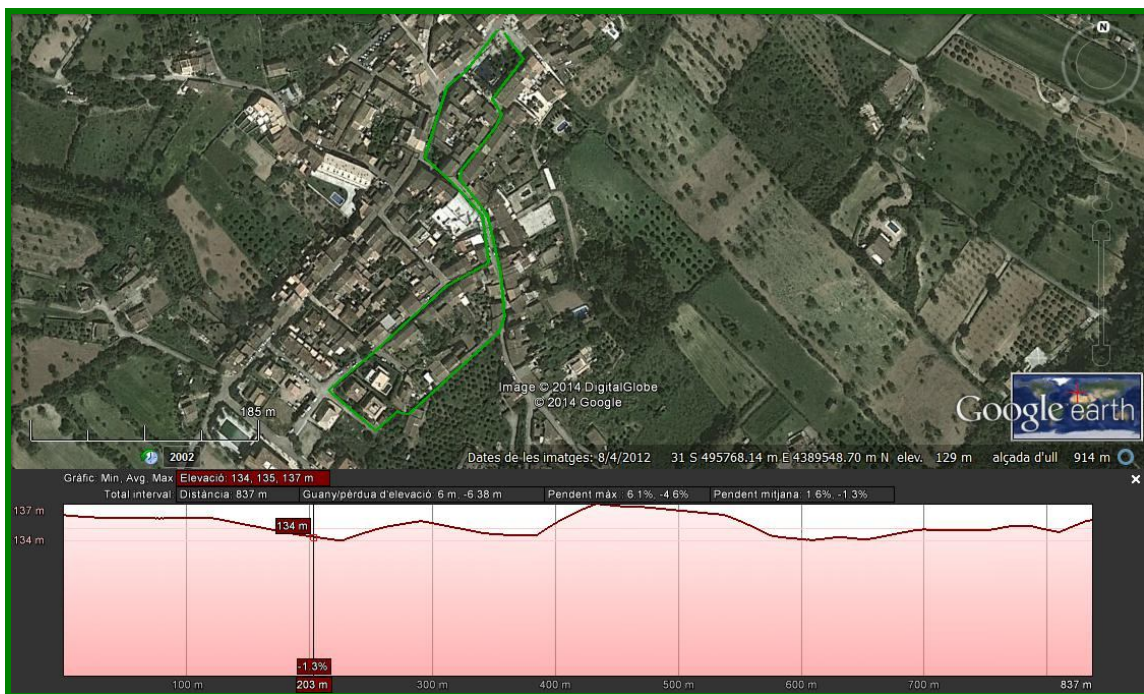 N
Image © 2014 DigitalGlobe
© 2014 Google
Google earth
185 m
2002
Dates de les imatges: 8/4/2012 31 S 495768.14 m E 4389548.70 m N elev. 129 m alçada d'ull 914 m
Gràfic: Min, Avg, Max Elevació: 134, 135, 137 m
Total interval: Distància: 837 m Guany/pèrdua d'elevació: 6 m, -6.38 m Pendent màx.: 6.1%, -4.6% Pendent mitjana: 1.6%, -1.3%
137 m
134 m
134 m
-1.3%
100 m 203 m 300 m 400 m 500 m 600 m 700 m 837 m